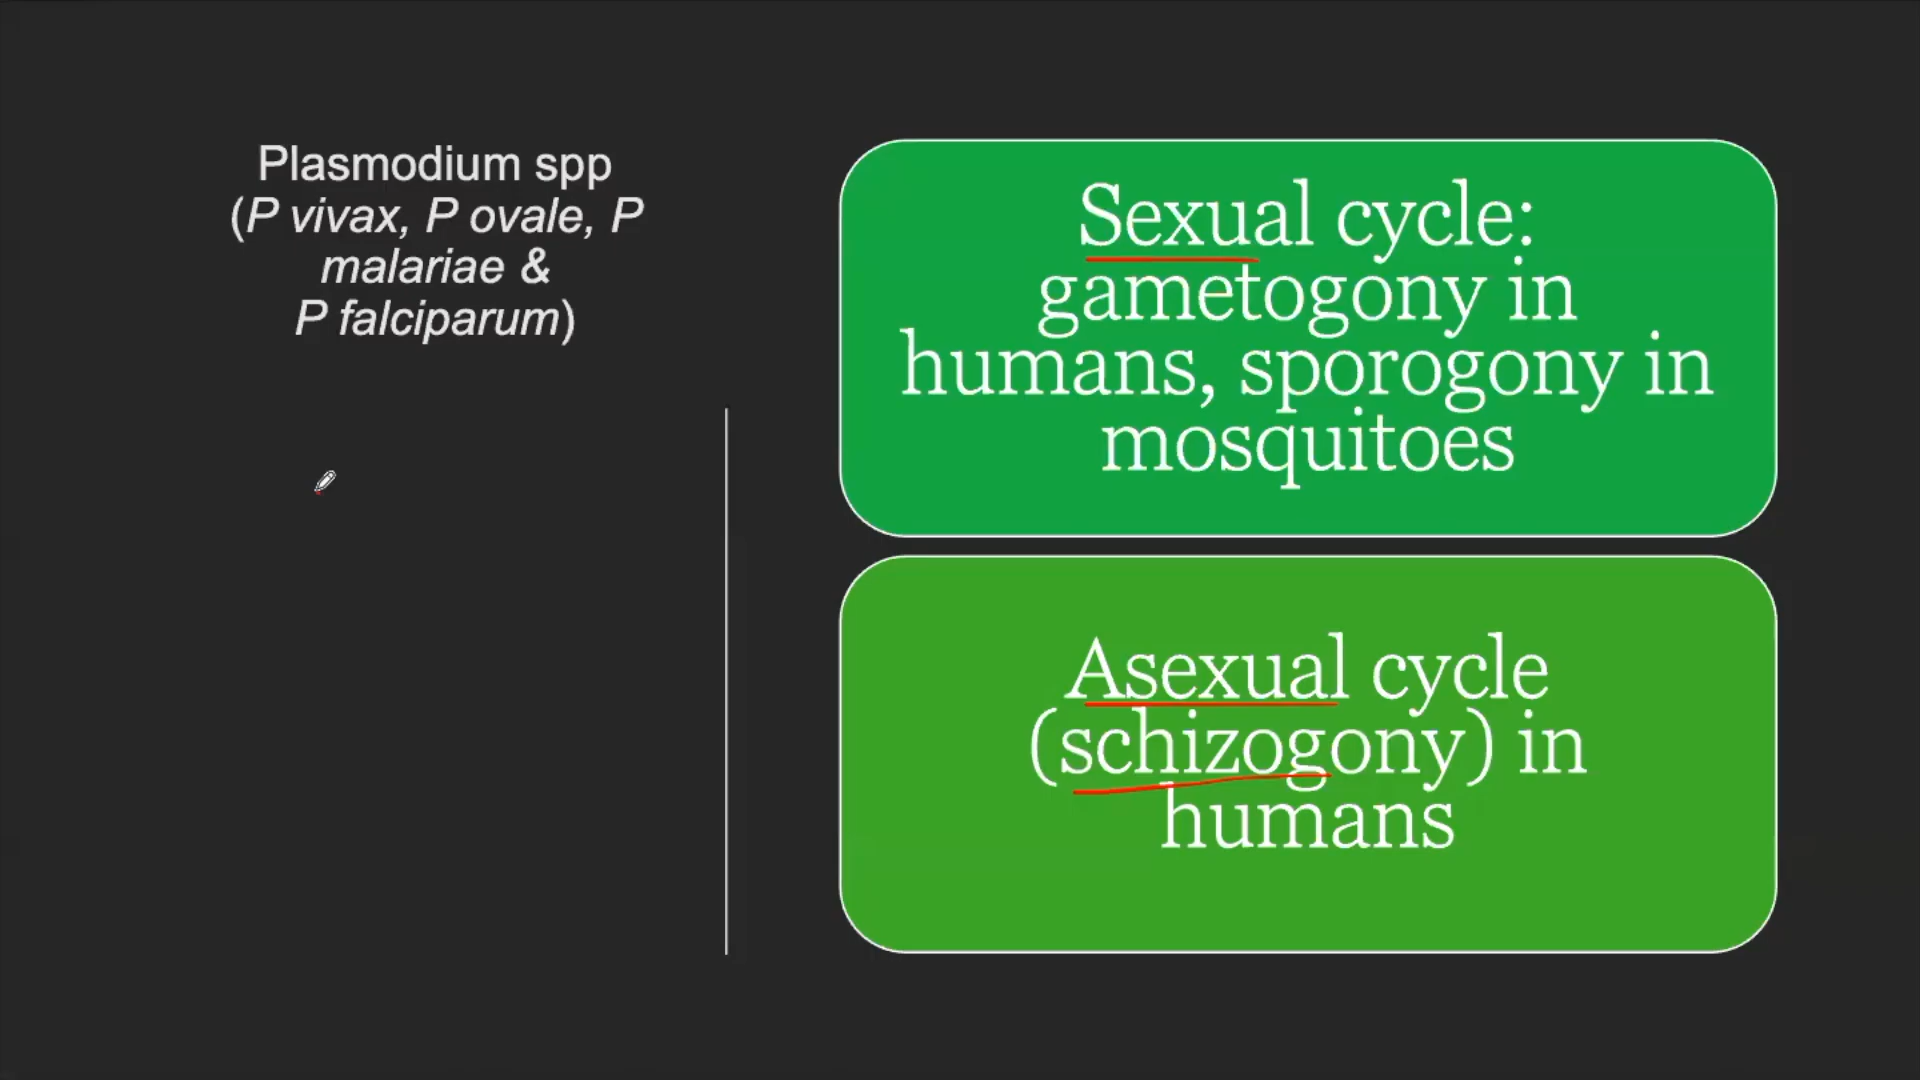 Plasmodium spp
(P vivax, P ovale, P
malariae &
P falciparum)
Sexual cycle:
gametogony in
humans, sporogony in
mosquitoes
Asexual cycle
(schizogony) in
humans